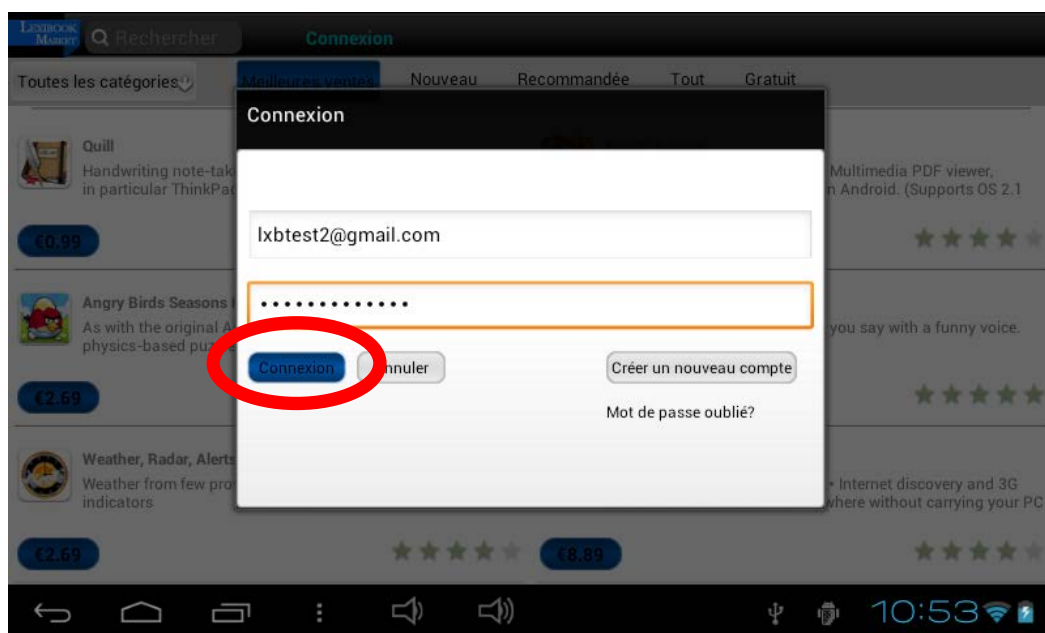 LEXIBOOK
MARKET
Rechercher
Connexion
Toutes les catégories
Meilleures ventes
Nouveau
Recommandée
Tout
Gratuit
Connexion
Quill
Handwriting note-tak
in particular ThinkPad
Multimedia PDF viewer,
n Android. (Supports OS 2.1
€0.99
lxbtest2@gmail.com
•••••••••••••
Angry Birds Seasons
As with the original A
physics-based puz
you say with a funny voice.
Connexion
nnuler
Créer un nouveau compte
Mot de passe oublié?
€2.69
Weather, Radar, Alerts
Weather from few pro
indicators
• Internet discovery and 3G
where without carrying your PC
€2.69
€8.89
10:53